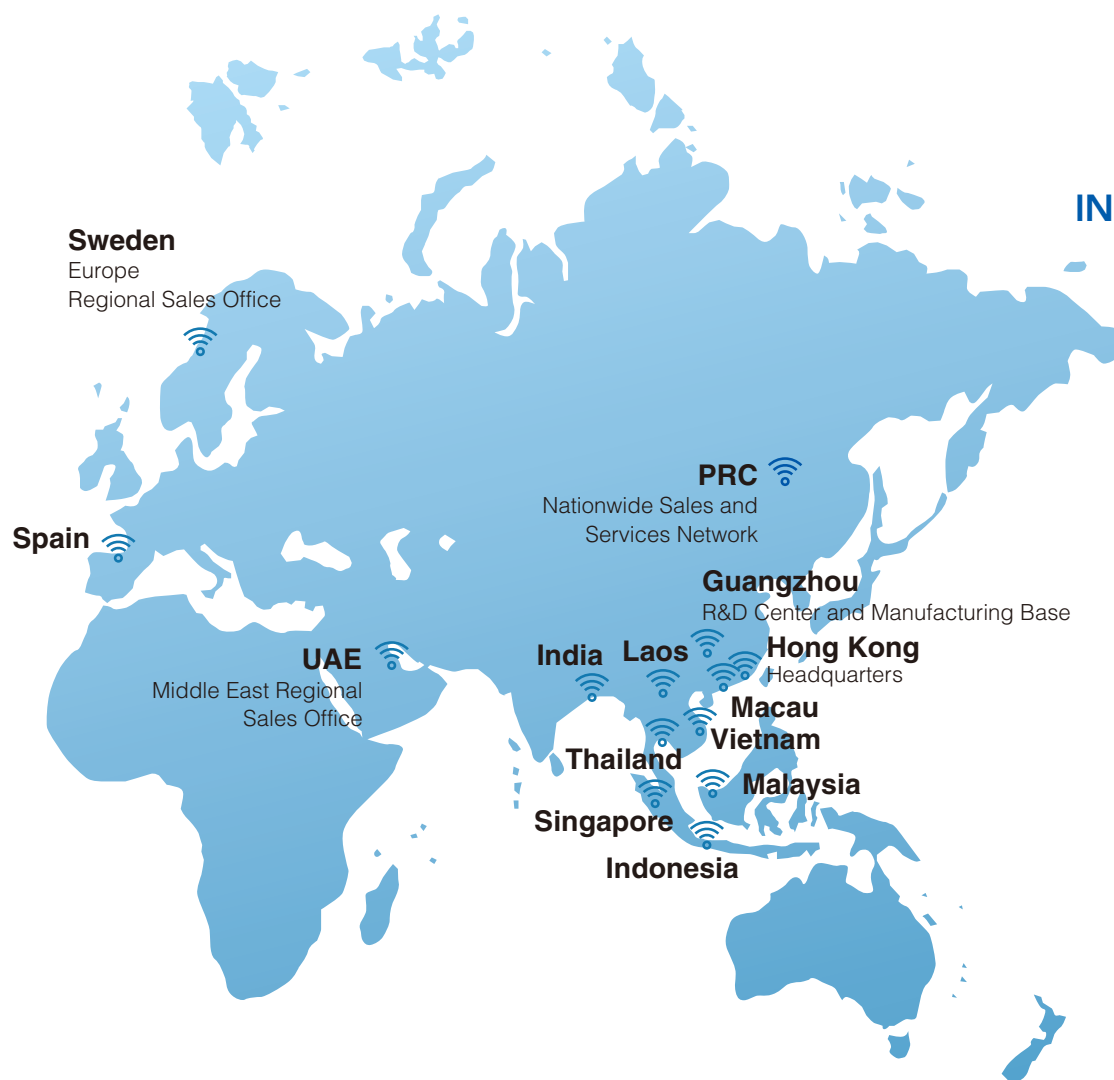 IN
Sweden
Europe
Regional Sales Office
PRC
Nationwide Sales and
Services Network
Spain
Guangzhou
R&D Center and Manufacturing Base
UAE
Middle East Regional
Sales Office
India
Laos
Hong Kong
Headquarters
Macau
Vietnam
Thailand
Malaysia
Singapore
Indonesia